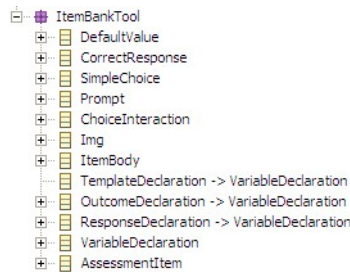 ItemBankTool
DefaultValue
CorrectResponse
SimpleChoice
Prompt
ChoiceInteraction
Img
ItemBody
TemplateDeclaration -> VariableDeclaration
OutcomeDeclaration -> VariableDeclaration
ResponseDeclaration -> VariableDeclaration
VariableDeclaration
AssessmentItem